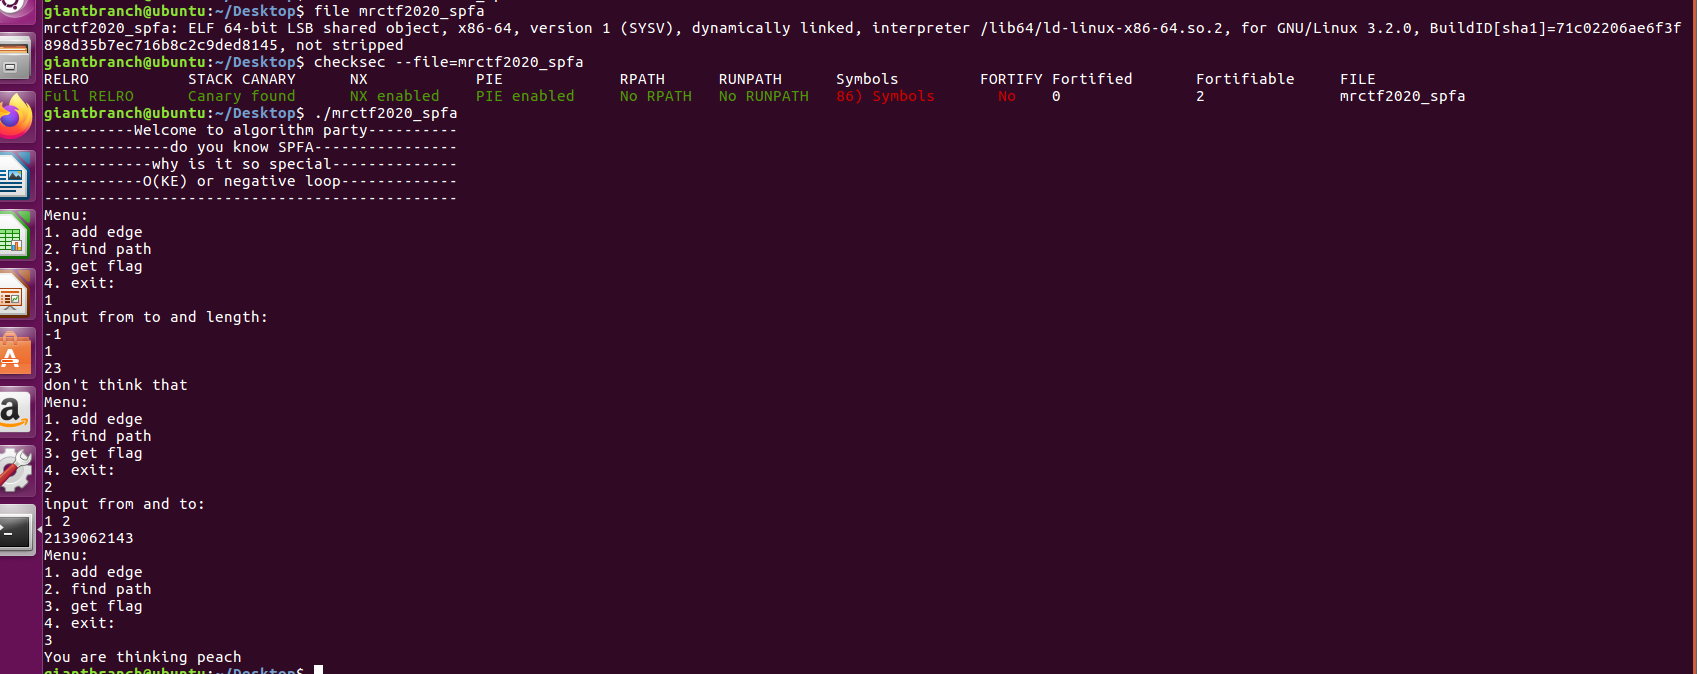 giantbranch@ubuntu:~/Desktop$ file mrctf2020_spfa
mrctf2020_spfa: ELF 64-bit LSB shared object, x86-64, version 1 (SYSV), dynamically linked, interpreter /lib64/ld-linux-x86-64.so.2, for GNU/Linux 3.2.0, BuildID[sha1]=71c02206ae6f3f
898d35b7ec716b8c2c9ded8145, not stripped
giantbranch@ubuntu:~/Desktop$ checksec --file=mrctf2020_spfa
RELRO STACK CANARY NX PIE RPATH RUNPATH Symbols FORTIFY Fortified Fortifiable FILE
Full RELRO Canary found NX enabled PIE enabled No RPATH No RUNPATH 86) Symbols No 0 2 mrctf2020_spfa
giantbranch@ubuntu:~/Desktop$ ./mrctf2020_spfa
----------Welcome to algorithm party----------
--------------do you know SPFA----------------
------------why is it so special--------------
-----------O(KE) or negative loop-------------
----------------------------------------------
Menu:
1. add edge
2. find path
3. get flag
4. exit:
1
input from to and length:
-1
1
23
don't think that
Menu:
1. add edge
2. find path
3. get flag
4. exit:
2
input from and to:
1 2
2139062143
Menu:
1. add edge
2. find path
3. get flag
4. exit:
3
You are thinking peach
giantbranch@ubuntu:~/Desktop$